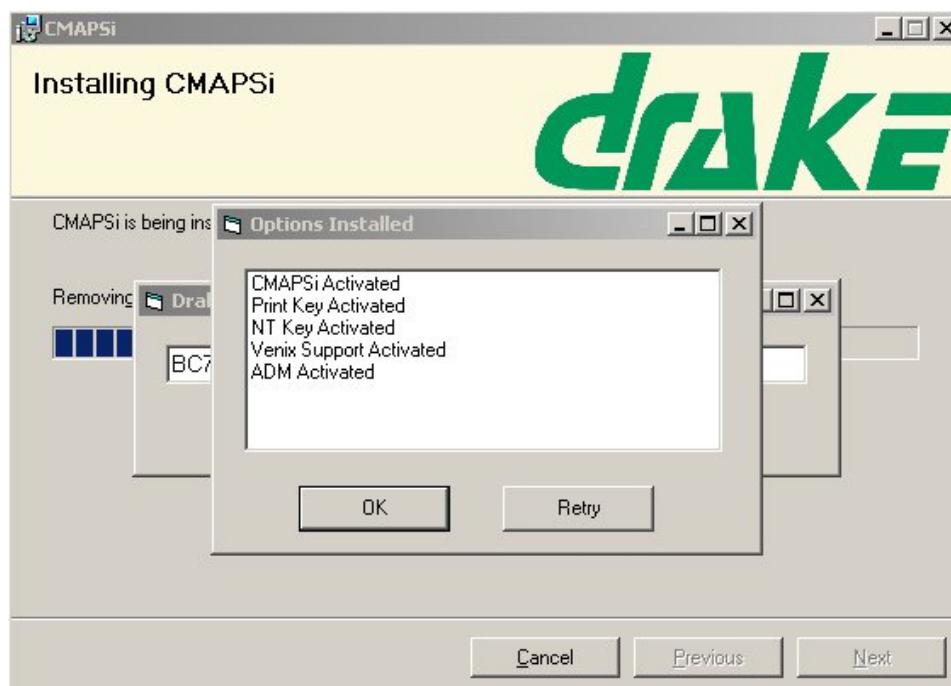 CMAPSi
Installing CMAPSi
drake
CMAPSi is being ins
Options Installed
CMAPSi Activated
Print Key Activated
NT Key Activated
Venix Support Activated
ADM Activated
Removing
Dra
BC7
OK
Retry
Cancel
Previous
Next